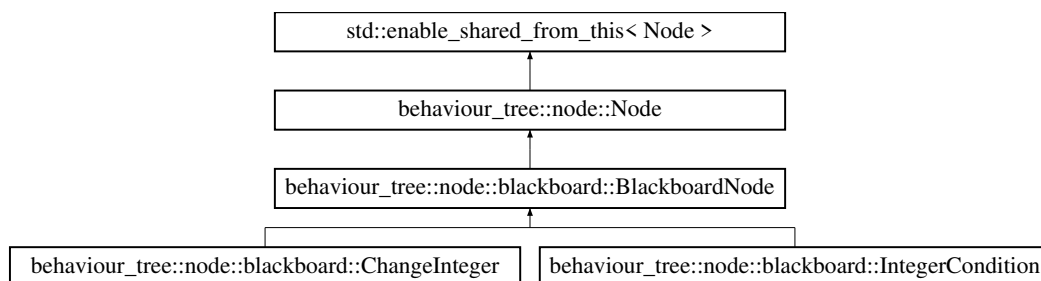 std::enable_shared_from_this< Node >
behaviour_tree::node::Node
behaviour_tree::node::blackboard::BlackboardNode
behaviour_tree::node::blackboard::ChangeInteger
behaviour_tree::node::blackboard::IntegerCondition